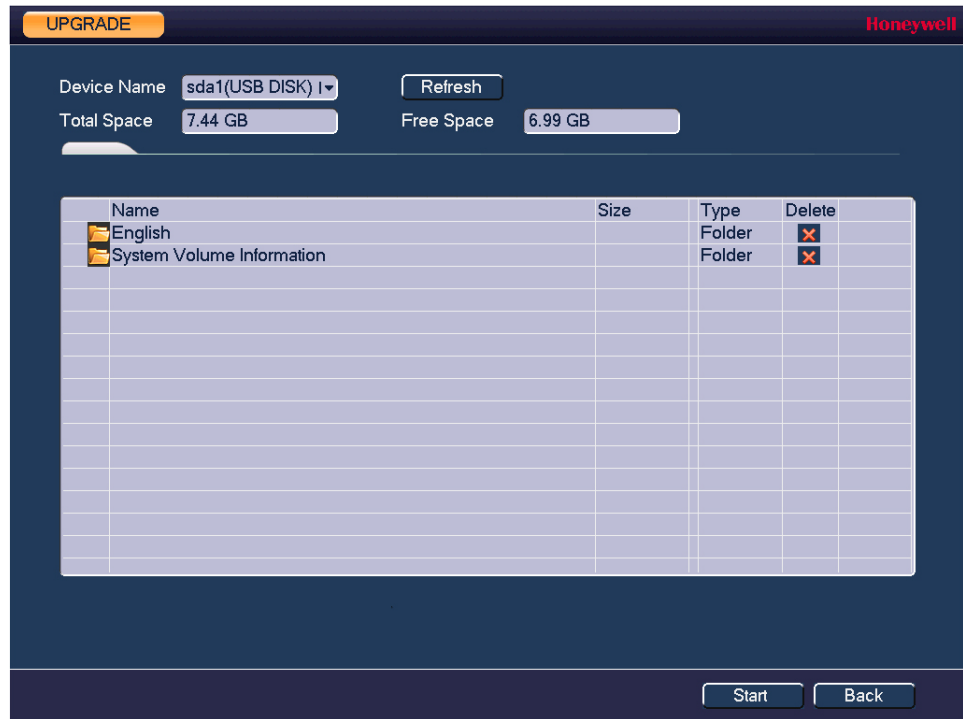 UPGRADE Honeywell
Device Name sda1(USB DISK) Refresh
Total Space 7.44 GB Free Space 6.99 GB
Name Size Type Delete
English Folder
System Volume Information Folder
Start Back